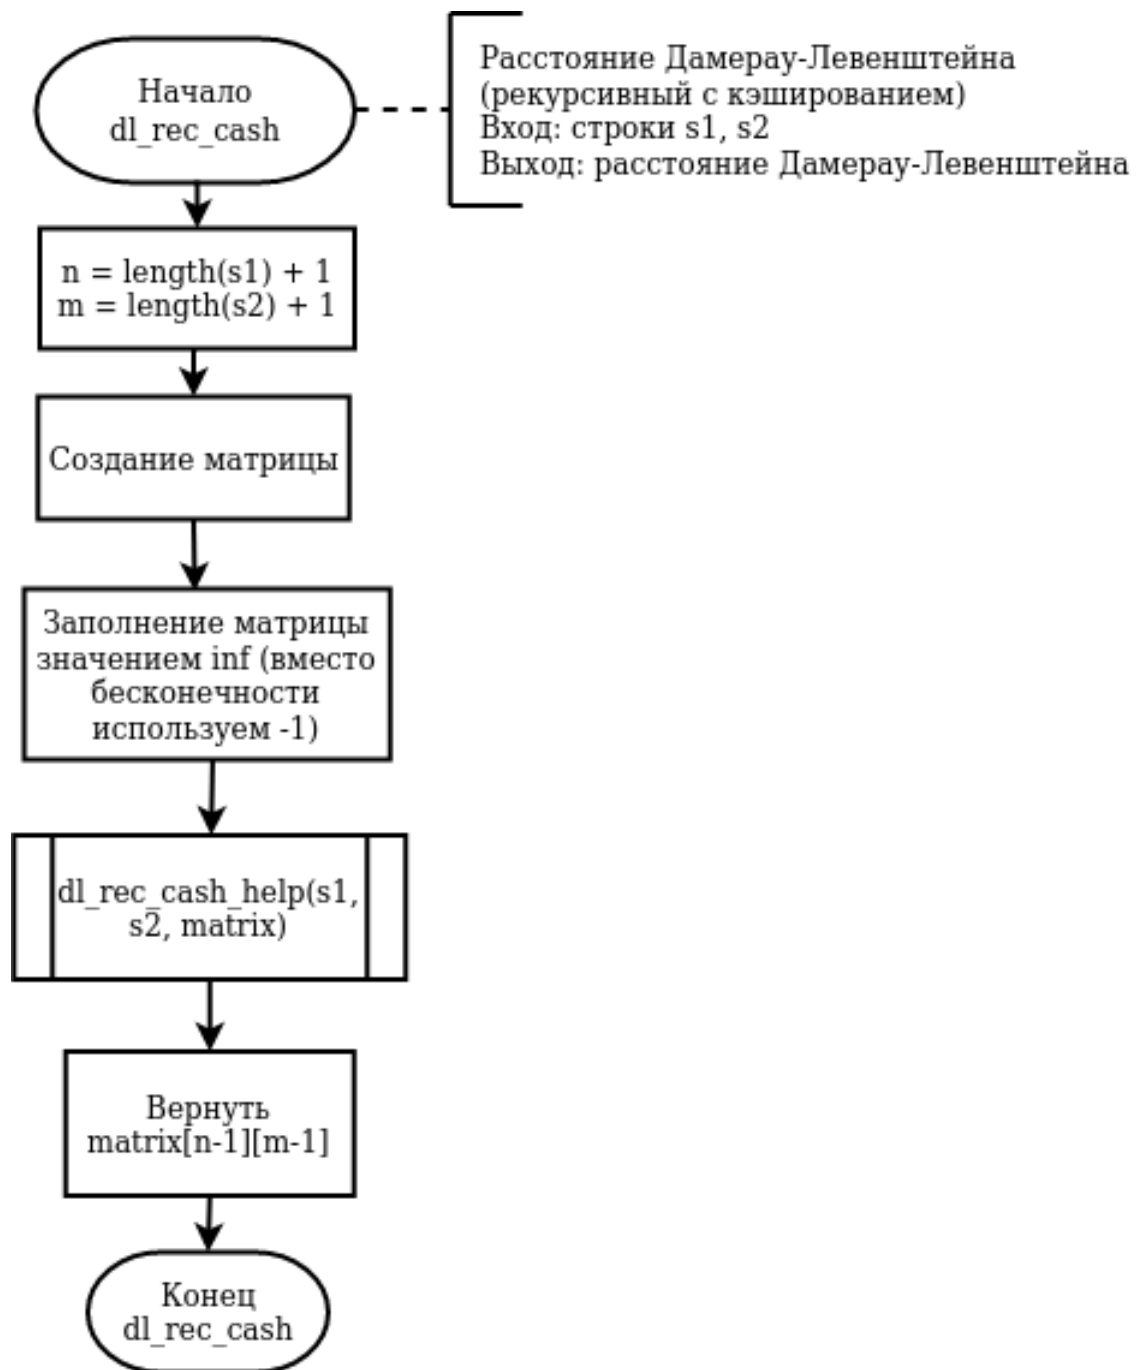 Начало
dl_rec_cash
Расстояние Дамерау-Левенштейна
(рекурсивный с кэшированием)
Вход: строки s1, s2
Выход: расстояние Дамерау-Левенштейна
n = length(s1) + 1
m = length(s2) + 1
Создание матрицы
Заполнение матрицы
значением inf (вместо
бесконечности
используем -1)
dl_rec_cash_help(s1,
s2, matrix)
Вернуть
matrix[n-1][m-1]
Конец
dl_rec_cash